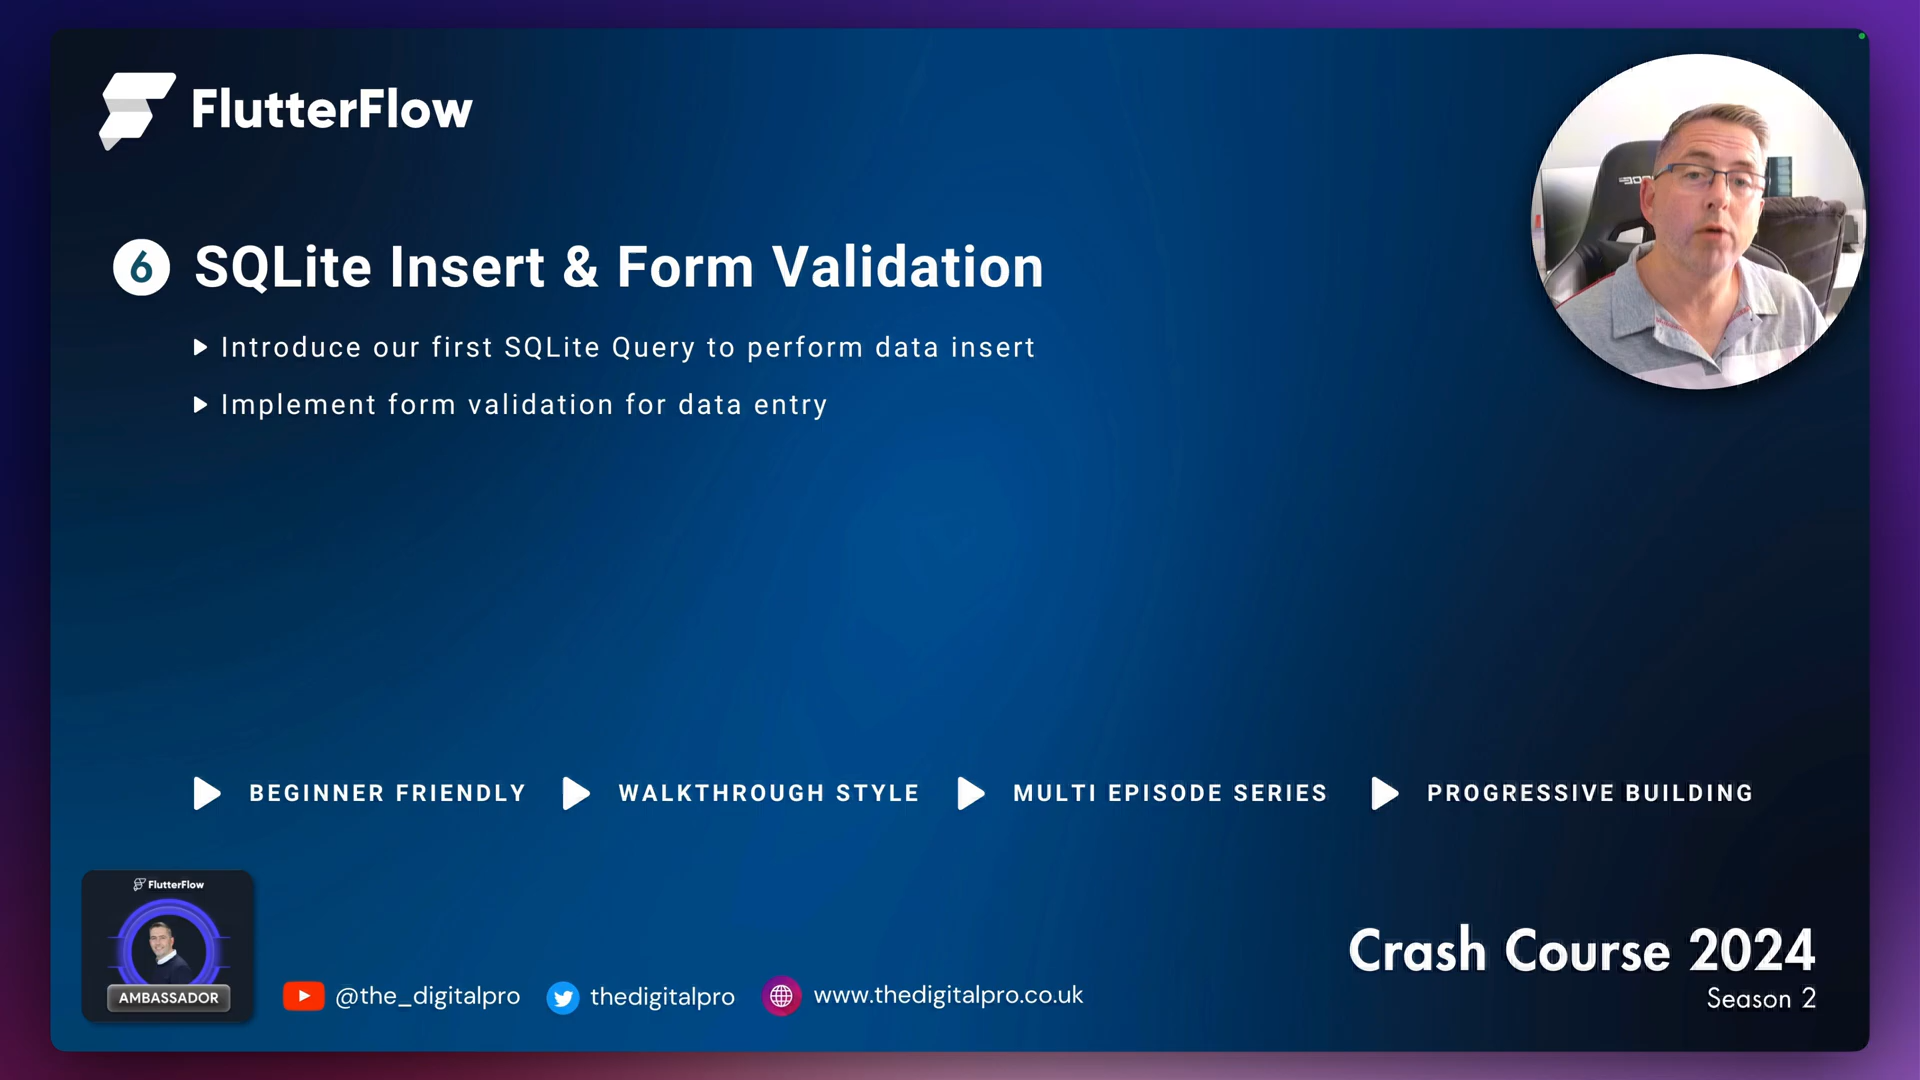 FlutterFlow
6 SQLite Insert & Form Validation
Introduce our first SQLite Query to perform data insert
Implement form validation for data entry
BEGINNER FRIENDLY WALKTHROUGH STYLE MULTI EPISODE SERIES PROGRESSIVE BUILDING
FlutterFlow
AMBASSADOR
@the_digitalpro thedigitalpro www.thedigitalpro.co.uk
Crash Course 2024
Season 2